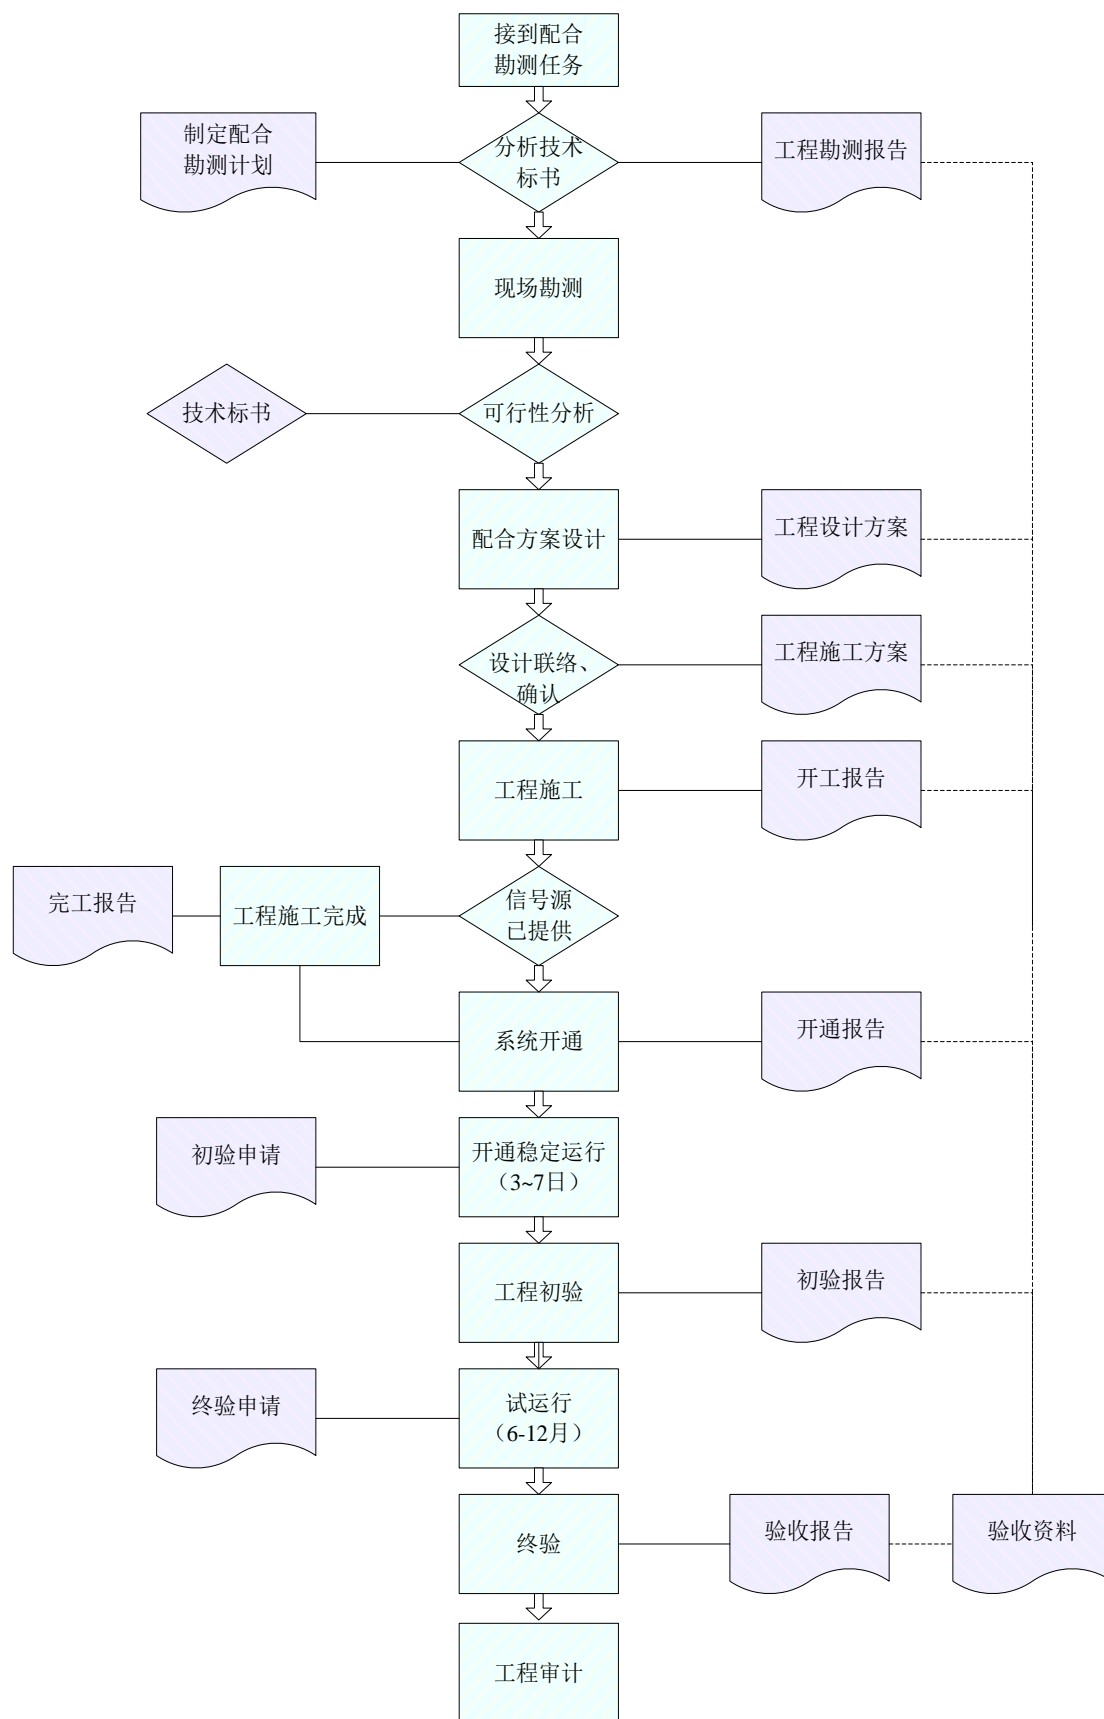 接到配合
勘测任务
制定配合
勘测计划
分析技术
标书
工程勘测报告
现场勘测
技术标书
可行性分析
配合方案设计
工程设计方案
设计联络、
确认
工程施工方案
工程施工
开工报告
完工报告
工程施工完成
信号源
已提供
系统开通
开通报告
初验申请
开通稳定运行
（3~7日）
工程初验
初验报告
终验申请
试运行
（6-12月）
终验
验收报告
验收资料
工程审计